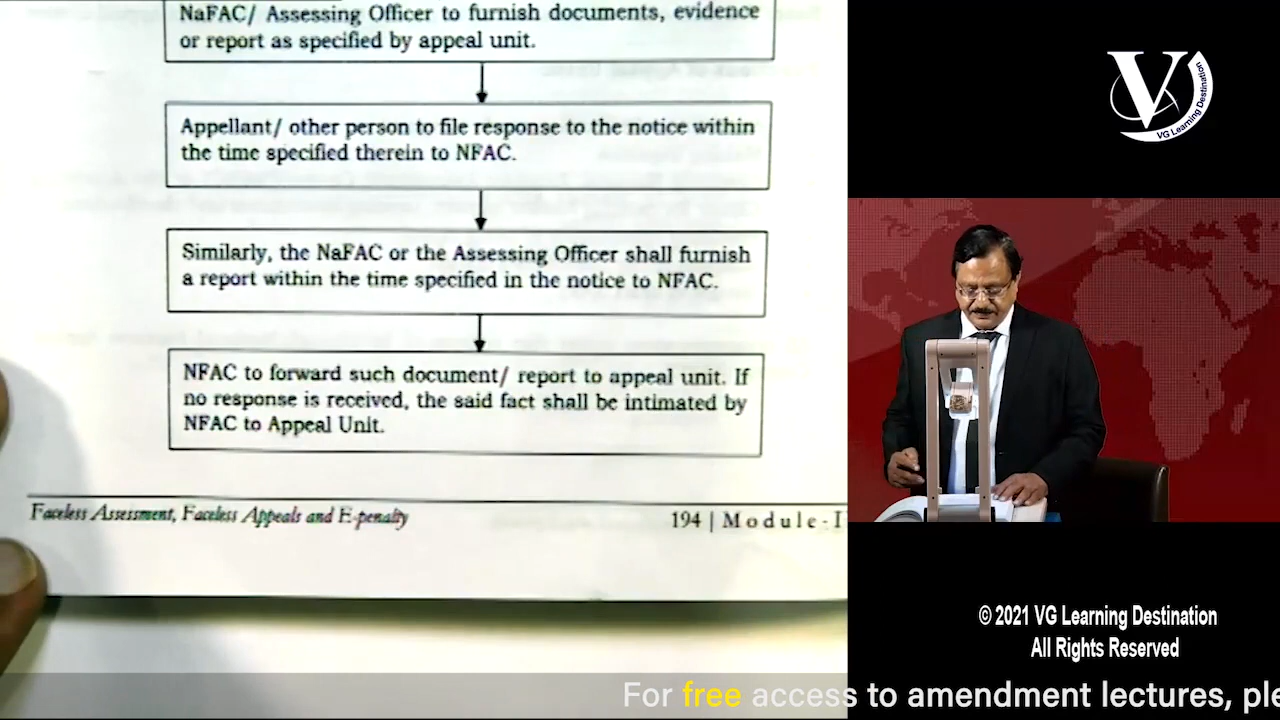 NaFAC/ Assessing Officer to furnish documents, evidence
or report as specified by appeal unit.
Appellant/ other person to file response to the notice within
the time specified therein to NFAC.
Similarly, the NaFAC or the Assessing Officer shall furnish
a report within the time specified in the notice to NFAC.
NFAC to forward such document/ report to appeal unit. If
no response is received, the said fact shall be intimated by
NFAC to Appeal Unit.
Faceless Assessment, Faceless Appeals and E-penalty
194 | Module - I
V
VG Learning Destination
© 2021 VG Learning Destination
All Rights Reserved
For free access to amendment lectures, ple